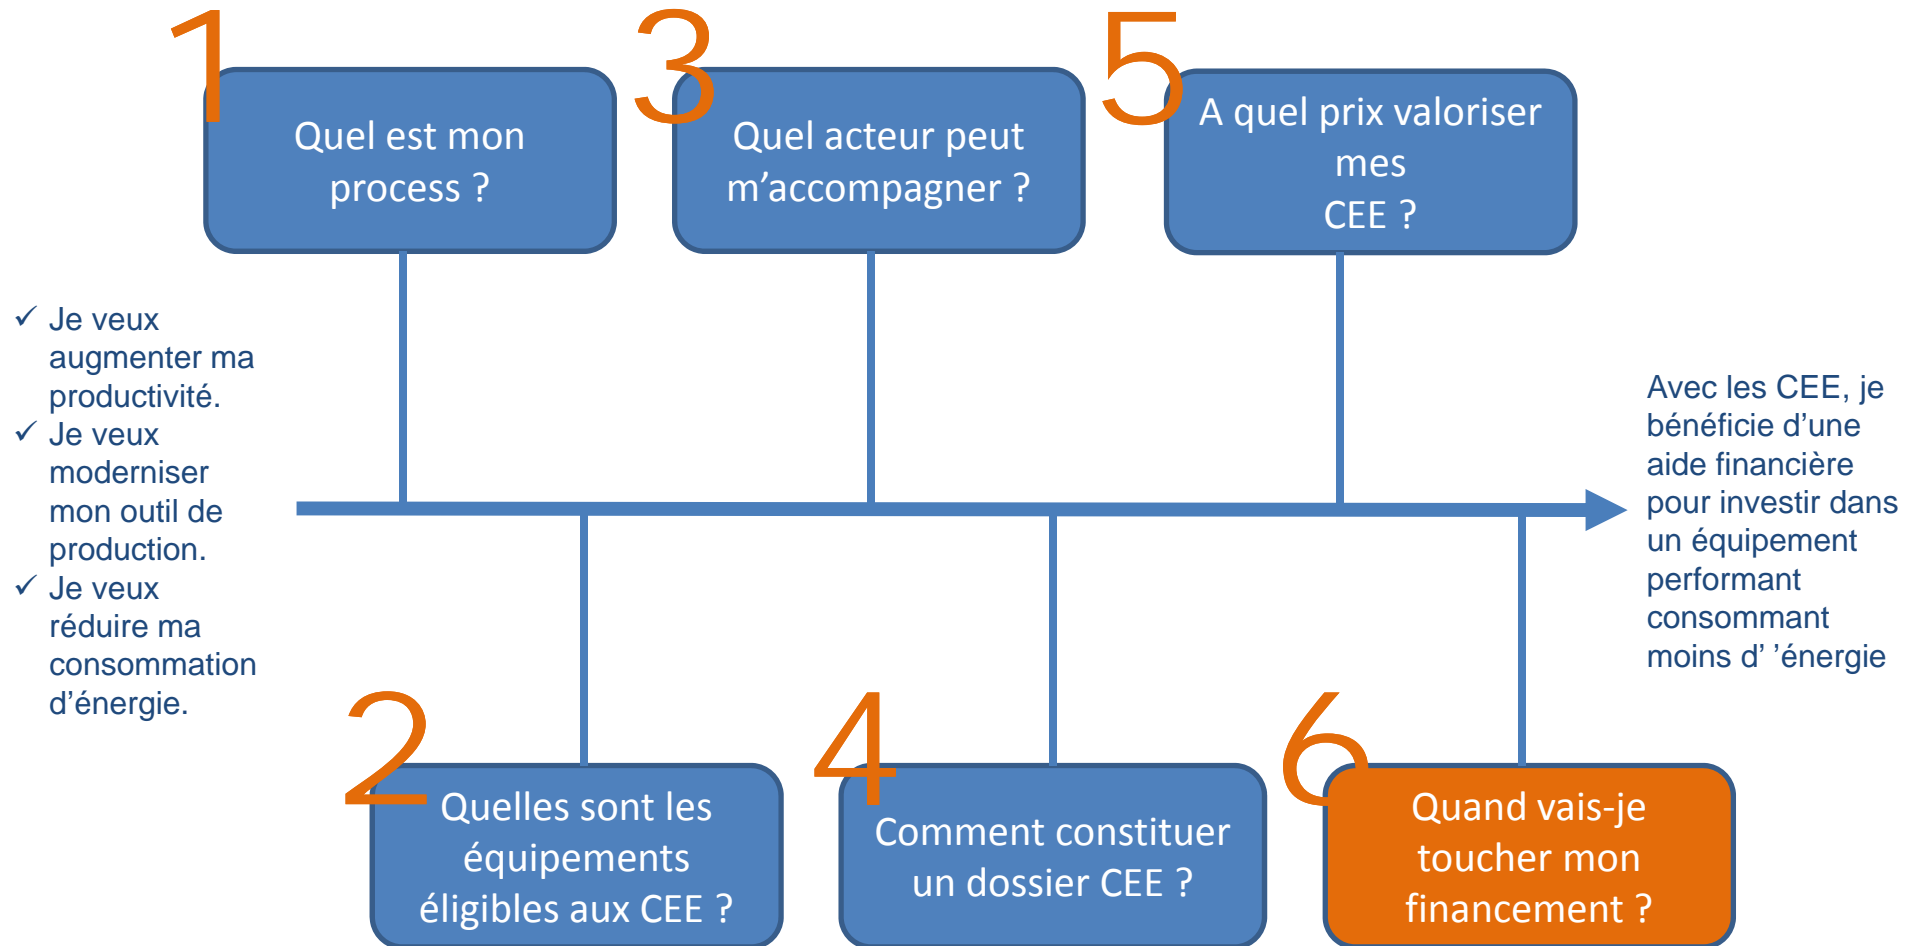 1
Quel est mon
process ?
3
Quel acteur peut
m’accompagner ?
5
A quel prix valoriser
mes
CEE ?
✓ Je veux
augmenter ma
productivité.
✓ Je veux
moderniser
mon outil de
production.
✓ Je veux
réduire ma
consommation
d’énergie.
Avec les CEE, je
bénéficie d’une
aide financière
pour investir dans
un équipement
performant
consommant
moins d’ ’énergie
2
Quelles sont les
équipements
éligibles aux CEE ?
4
Comment constituer
un dossier CEE ?
6
Quand vais-je
toucher mon
financement ?